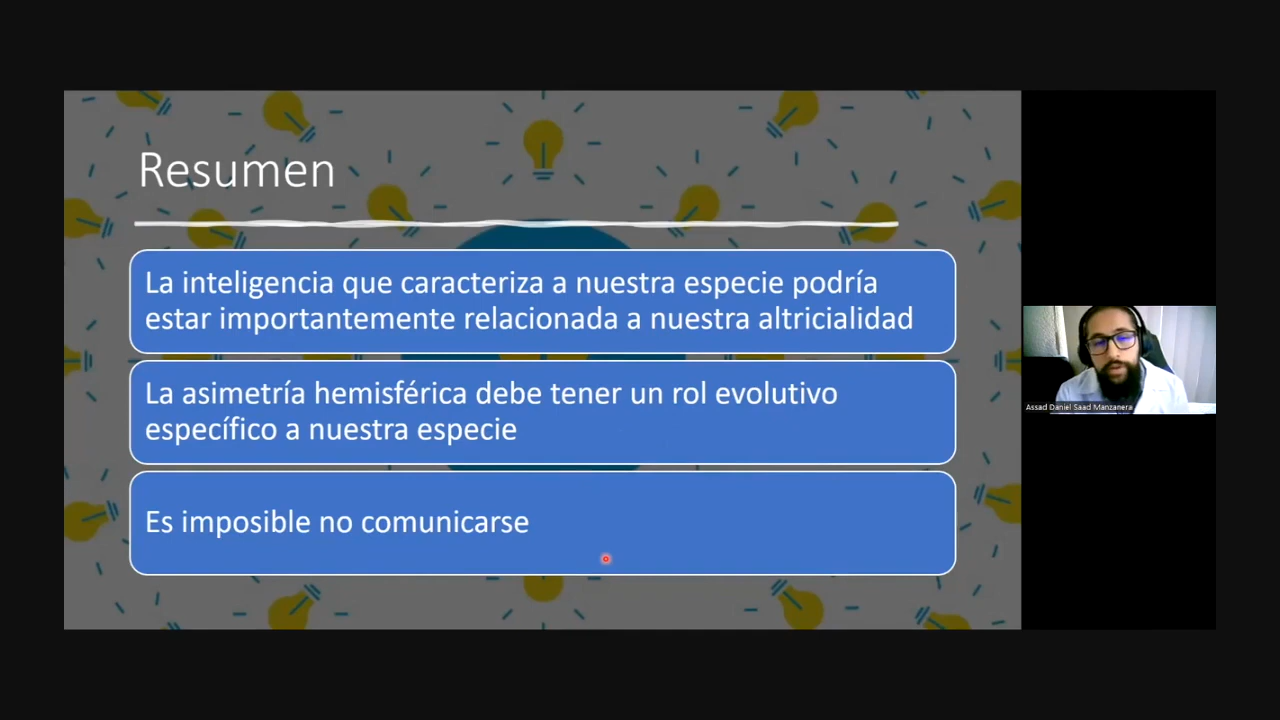 Resumen
La inteligencia que caracteriza a nuestra especie podría
estar importantemente relacionada a nuestra altricialidad
La asimetría hemisférica debe tener un rol evolutivo
específico a nuestra especie
Es imposible no comunicarse
Assad Daniel Saad Manzanera